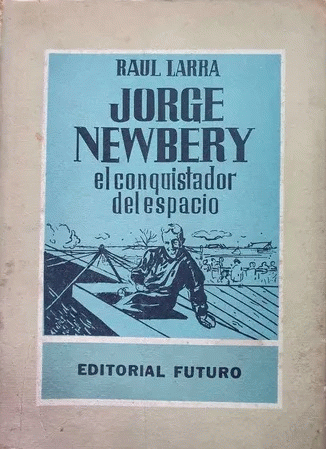 RAUL LARRA
JORGE
NEWBERY
el conquistador
del espacio
EDITORIAL FUTURO